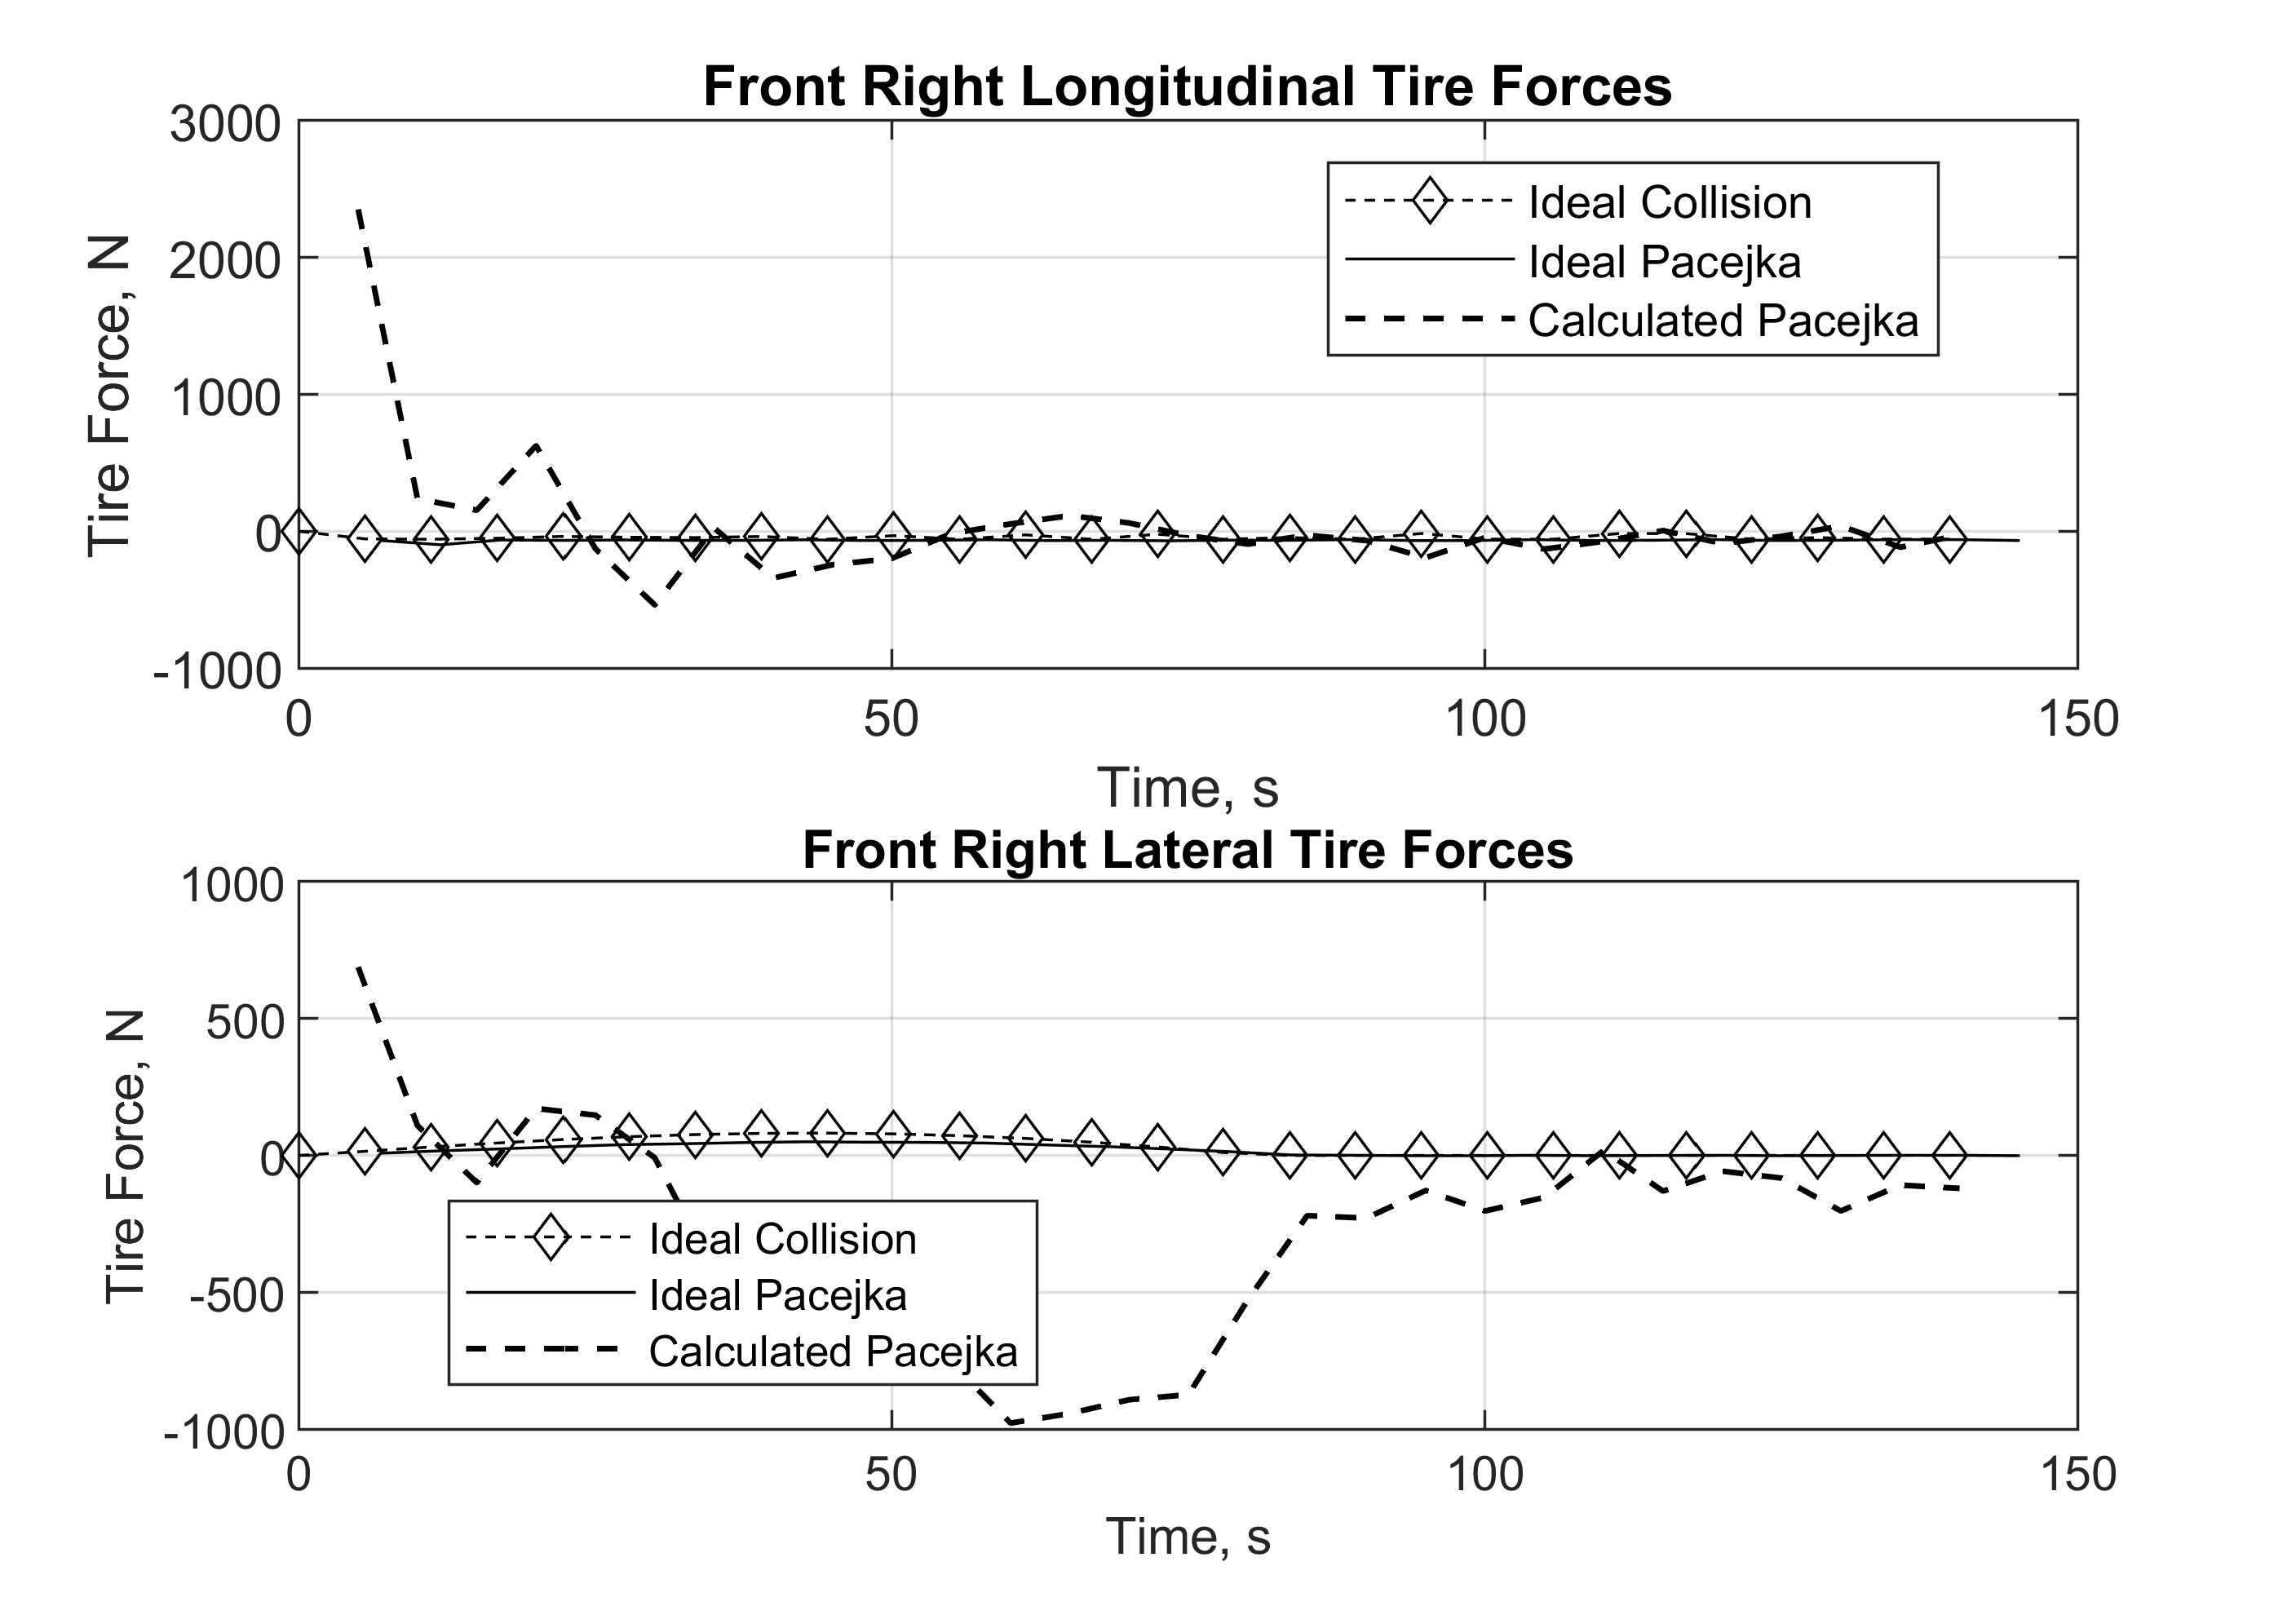 Front Right Longitudinal Tire Forces
3000
2000
1000
0
-1000
Tire Force, N
Ideal Collision
Ideal Pacejka
Calculated Pacejka
0 50 100 150
Time, s
Front Right Lateral Tire Forces
1000
500
0
-500
-1000
Tire Force, N
Ideal Collision
Ideal Pacejka
Calculated Pacejka
0 50 100 150
Time, s